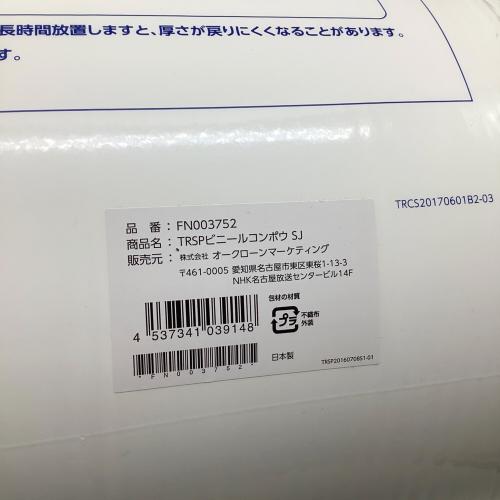 長時間放置しますと、厚さが戻りにくくなることがあります。
す。
TRCS20170601B2-03
品 番：FN003752
商品名：TRSPビニールコンポウ SJ
販売元：株式会社 オークローンマーケティング
〒461-0005 愛知県名古屋市東区東桜1-13-3
NHK名古屋放送センタービル14F
包材の材質
プラ
不織布
外装
4 537341 039148
*FN003752*
日本製
TRSP20160708S1-01